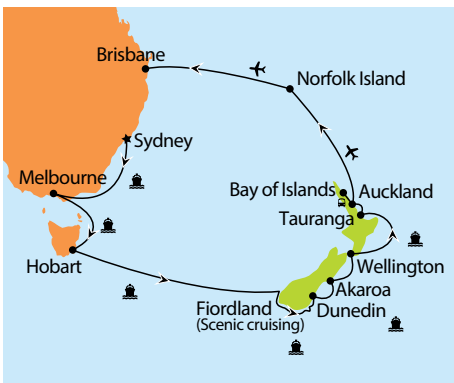 Brisbane
Norfolk Island
Sydney
Melbourne
Bay of Islands
Auckland
Tauranga
Hobart
Wellington
Akaroa
Fiordland
(Scenic cruising)
Dunedin